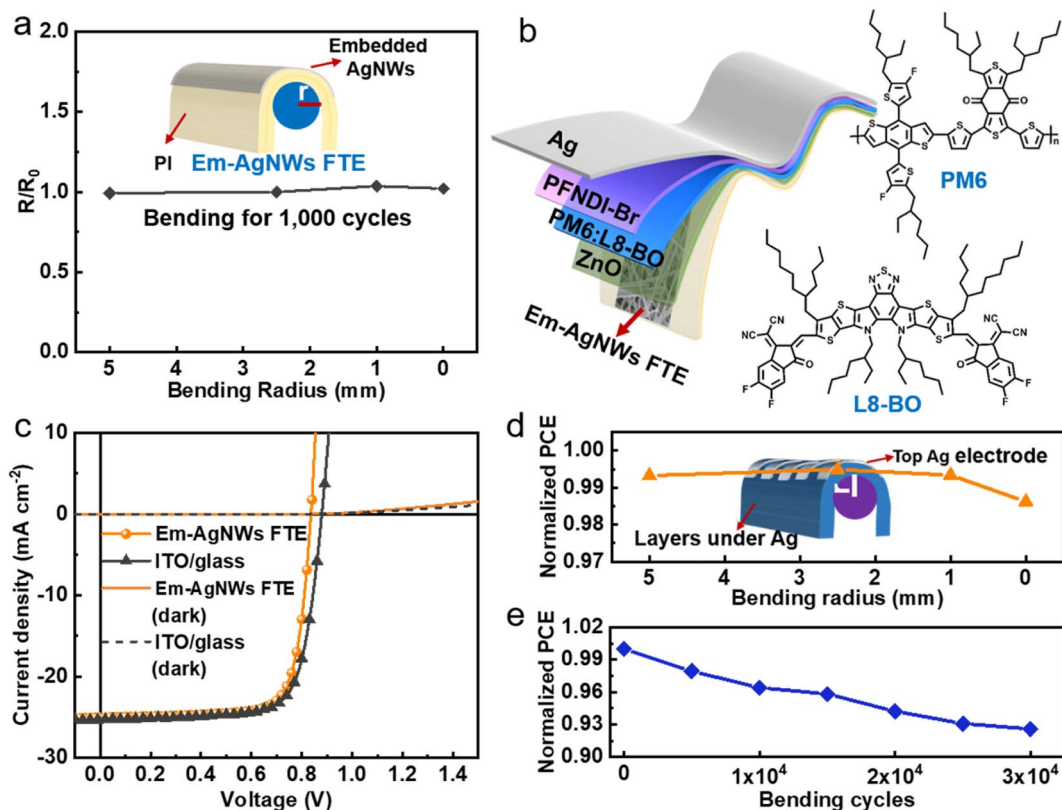 a
2.0
1.5
1.0
0.5
0.0
R/R0
Embedded
AgNWs
r
PI
Em-AgNWs FTE
Bending for 1,000 cycles
5 4 3 2 1 0
Bending Radius (mm)
b
Ag
PFNDI-Br
PM6:L8-BO
ZnO
Em-AgNWs FTE
F
S
S
S
S
F
O
O
S
S
S
S
n
PM6
S
N N
S S
S S
N N
NC
CN
O
F
F
CN
NC
O
F
F
L8-BO
c
10
0
-10
-20
-30
Current density (mA cm-2)
Em-AgNWs FTE
ITO/glass
Em-AgNWs FTE
(dark)
ITO/glass
(dark)
0.0 0.2 0.4 0.6 0.8 1.0 1.2 1.4
Voltage (V)
d
1.00
0.99
0.98
0.97
Normalized PCE
Top Ag electrode
Layers under Ag
5 4 3 2 1 0
Bending radius (mm)
e
1.02
0.99
0.96
0.93
0.90
Normalized PCE
0 1x10^4 2x10^4 3x10^4
Bending cycles